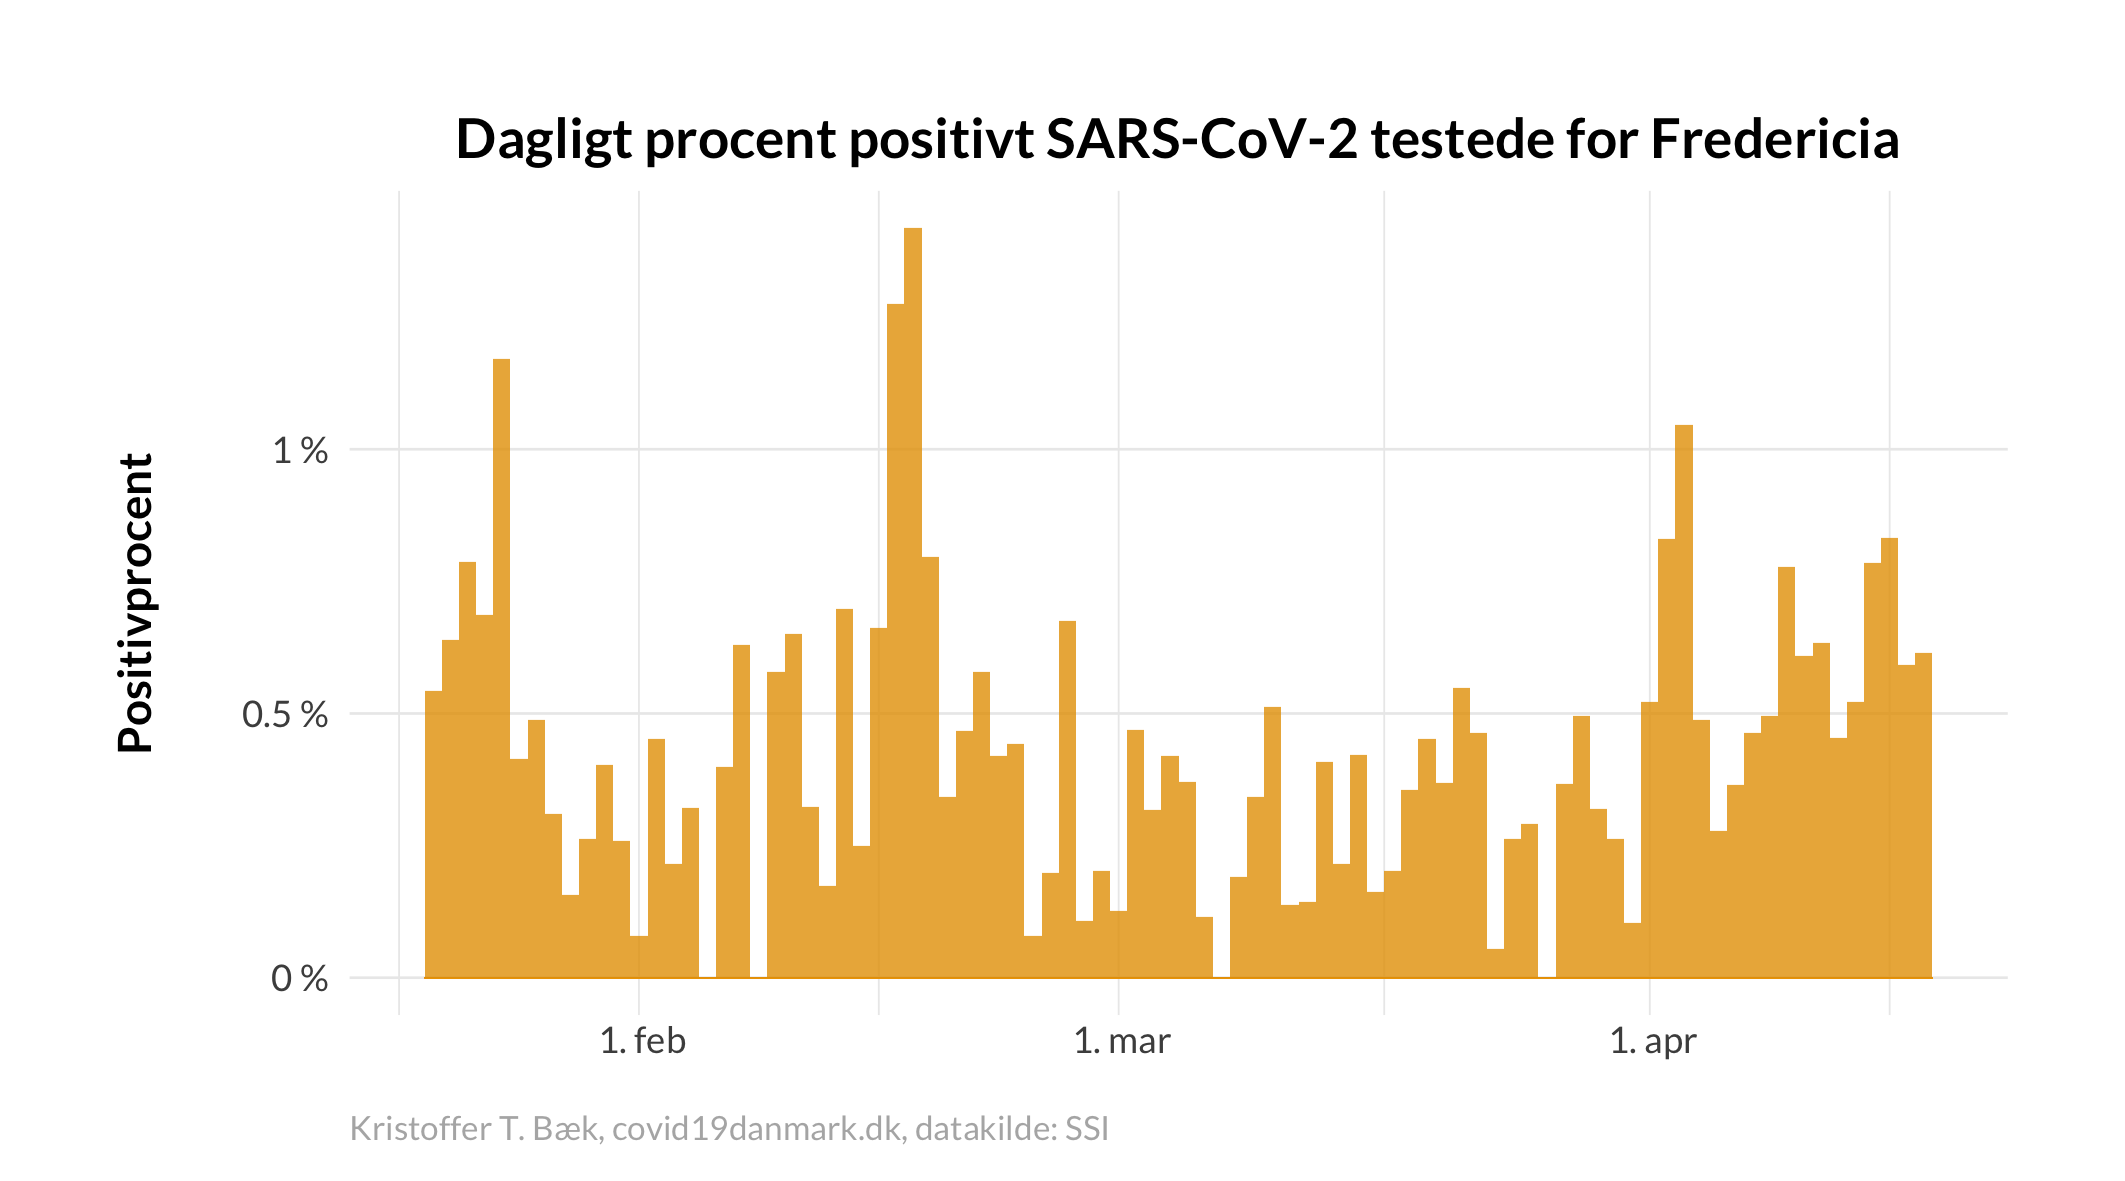 Dagligt procent positivt SARS-CoV-2 testede for Fredericia
Positivprocent
1 %
0.5 %
0 %
1. feb
1. mar
1. apr
Kristoffer T. Bæk, covid19danmark.dk, datakilde: SSI